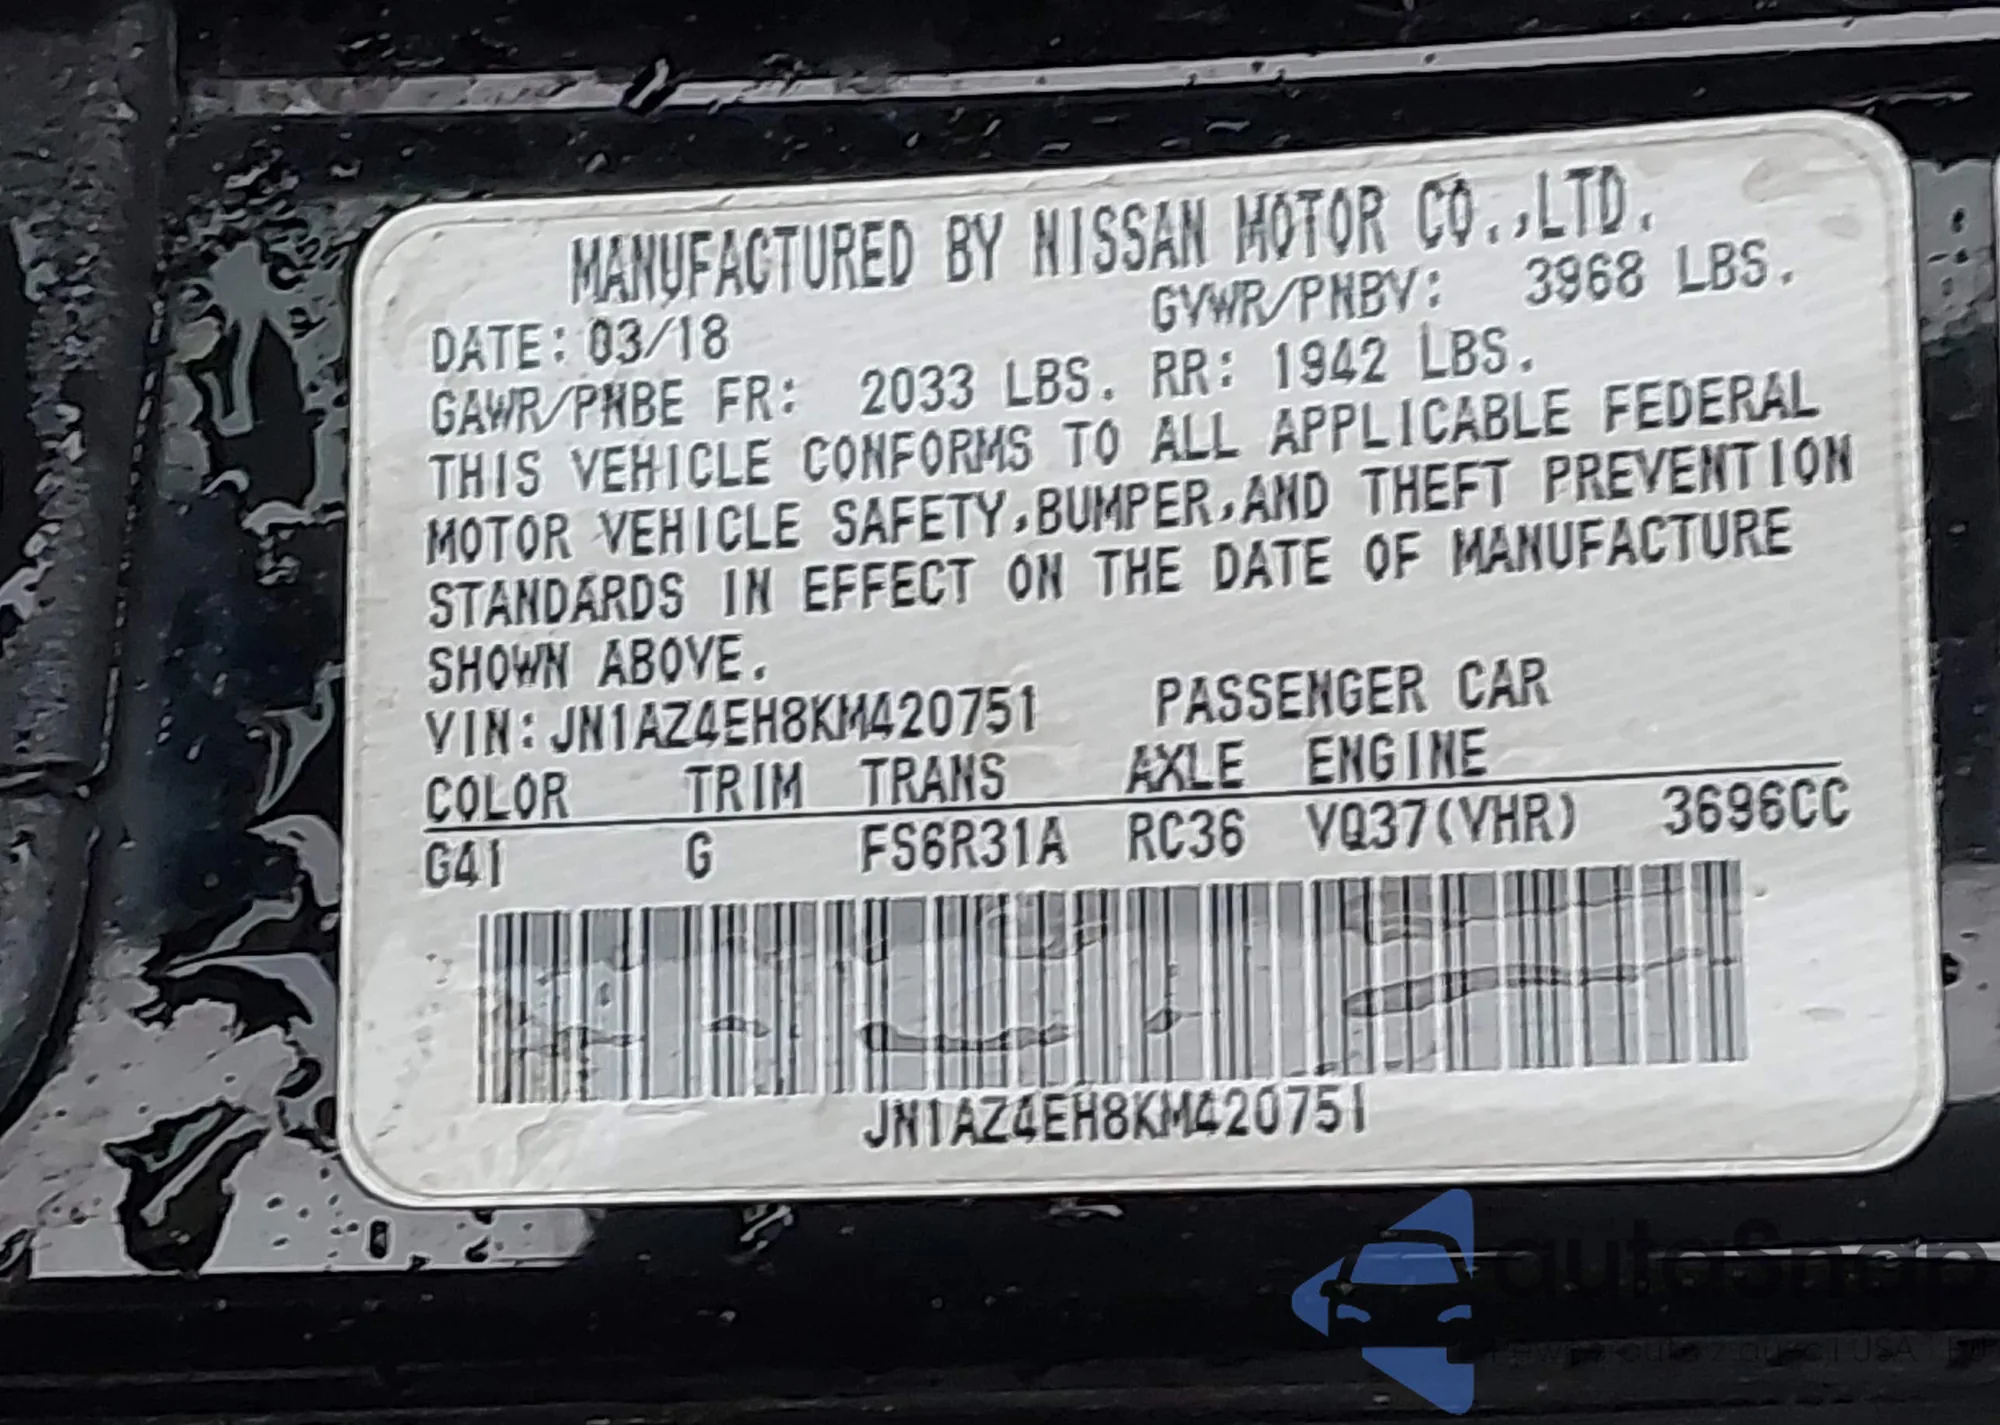 MANUFACTURED BY NISSAN MOTOR CO.,LTD.
DATE: 03/18 GVWR/PNBV: 3968 LBS.
GAWR/PNBE FR: 2033 LBS. RR: 1942 LBS.
THIS VEHICLE CONFORMS TO ALL APPLICABLE FEDERAL
MOTOR VEHICLE SAFETY,BUMPER,AND THEFT PREVENTION
STANDARDS IN EFFECT ON THE DATE OF MANUFACTURE
SHOWN ABOVE.
VIN:JN1AZ4EH8KM420751 PASSENGER CAR
COLOR TRIM TRANS AXLE ENGINE
G41 G FS6R31A RC36 VQ37(VHR) 3696CC
JN1AZ4EH8KM420751
autoSnap